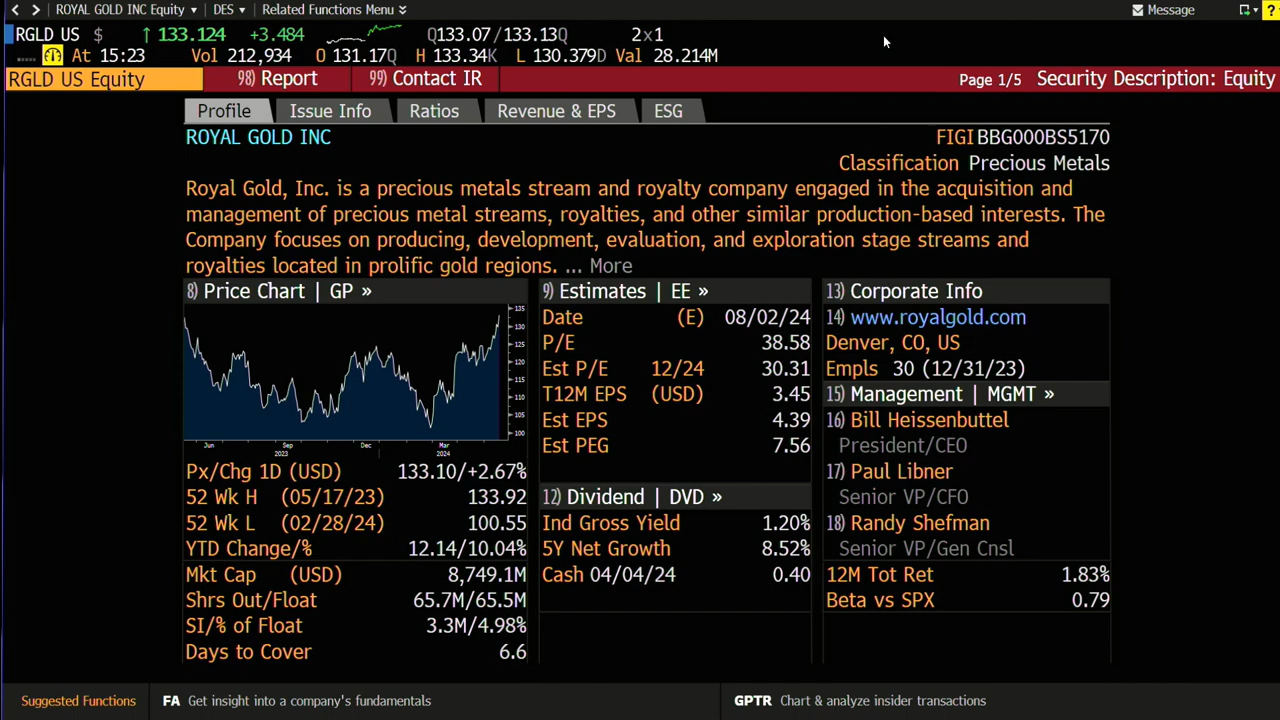 ROYAL GOLD INC Equity DES Related Functions Menu Message ?
RGLD US $ ↑ 133.124 +3.484 Q133.07/133.13Q 2x1
At 15:23 Vol 212,934 O 131.17Q H 133.34K L 130.379D Val 28.214M
RGLD US Equity 98) Report 99) Contact IR Page 1/5 Security Description: Equity
Profile Issue Info Ratios Revenue & EPS ESG
ROYAL GOLD INC FIGI BBG000BS5170
Classification Precious Metals
Royal Gold, Inc. is a precious metals stream and royalty company engaged in the acquisition and
management of precious metal streams, royalties, and other similar production-based interests. The
Company focuses on producing, development, evaluation, and exploration stage streams and
royalties located in prolific gold regions. ... More
8) Price Chart | GP »
135
130
125
120
115
110
105
100
Jun Sep Dec Mar
2023 2024
Px/Chg 1D (USD) 133.10/+2.67%
52 Wk H (05/17/23) 133.92
52 Wk L (02/28/24) 100.55
YTD Change/% 12.14/10.04%
Mkt Cap (USD) 8,749.1M
Shrs Out/Float 65.7M/65.5M
SI/% of Float 3.3M/4.98%
Days to Cover 6.6
9) Estimates | EE »
Date (E) 08/02/24
P/E 38.58
Est P/E 12/24 30.31
T12M EPS (USD) 3.45
Est EPS 4.39
Est PEG 7.56
12) Dividend | DVD »
Ind Gross Yield 1.20%
5Y Net Growth 8.52%
Cash 04/04/24 0.40
13) Corporate Info
14) www.royalgold.com
Denver, CO, US
Empls 30 (12/31/23)
15) Management | MGMT »
16) Bill Heissenbuttel
President/CEO
17) Paul Libner
Senior VP/CFO
18) Randy Shefman
Senior VP/Gen Cnsl
12M Tot Ret 1.83%
Beta vs SPX 0.79
Suggested Functions FA Get insight into a company's fundamentals GPTR Chart & analyze insider transactions